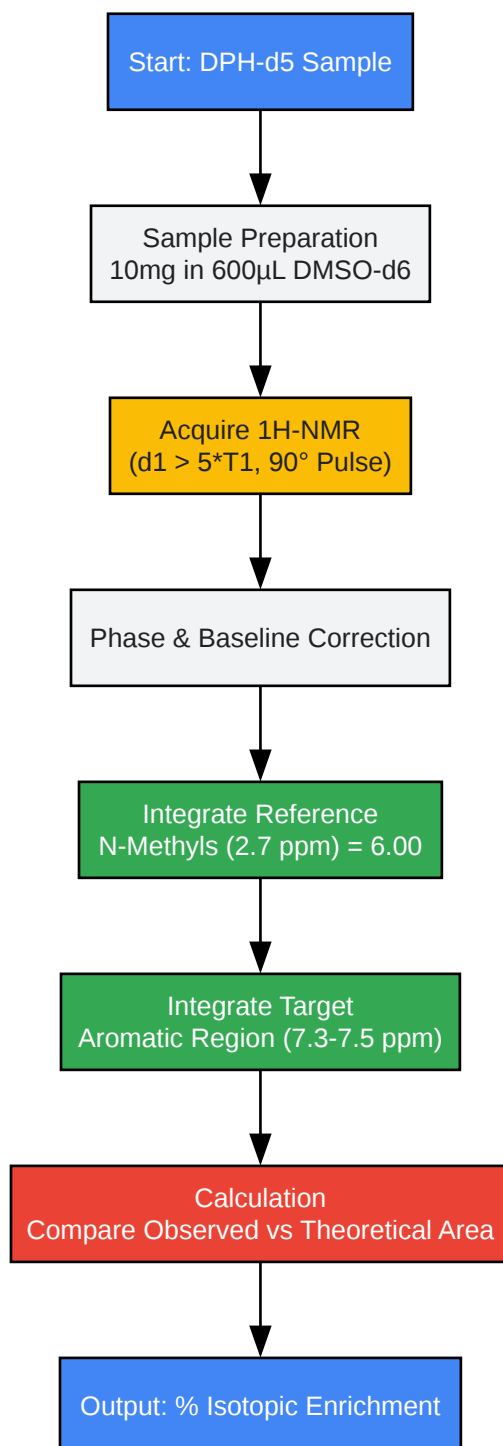 Start: DPH-d5 Sample
Sample Preparation
10mg in 600µL DMSO-d6
Acquire 1H-NMR
(d1 > 5*T1, 90° Pulse)
Phase & Baseline Correction
Integrate Reference
N-Methyls (2.7 ppm) = 6.00
Integrate Target
Aromatic Region (7.3-7.5 ppm)
Calculation
Compare Observed vs Theoretical Area
Output: % Isotopic Enrichment